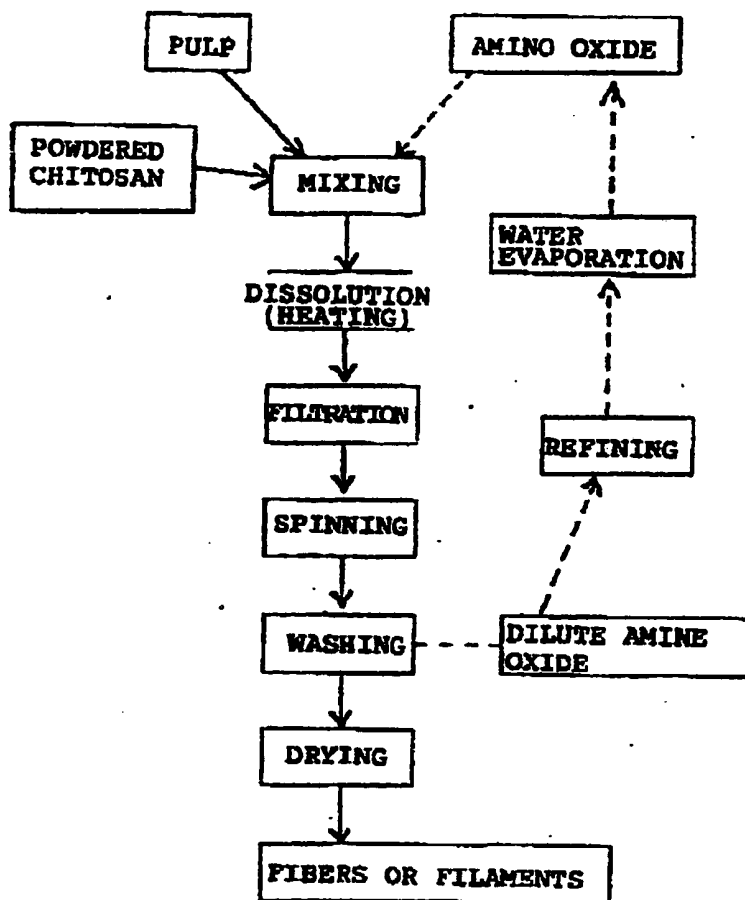 PULP
AMINO OXIDE
POWDERED
CHITOSAN
MIXING
WATER
EVAPORATION
DISSOLUTION
(HEATING)
FILTRATION
REFINING
SPINNING
WASHING
DILUTE AMINE
OXIDE
DRYING
FIBERS OR FILAMENTS